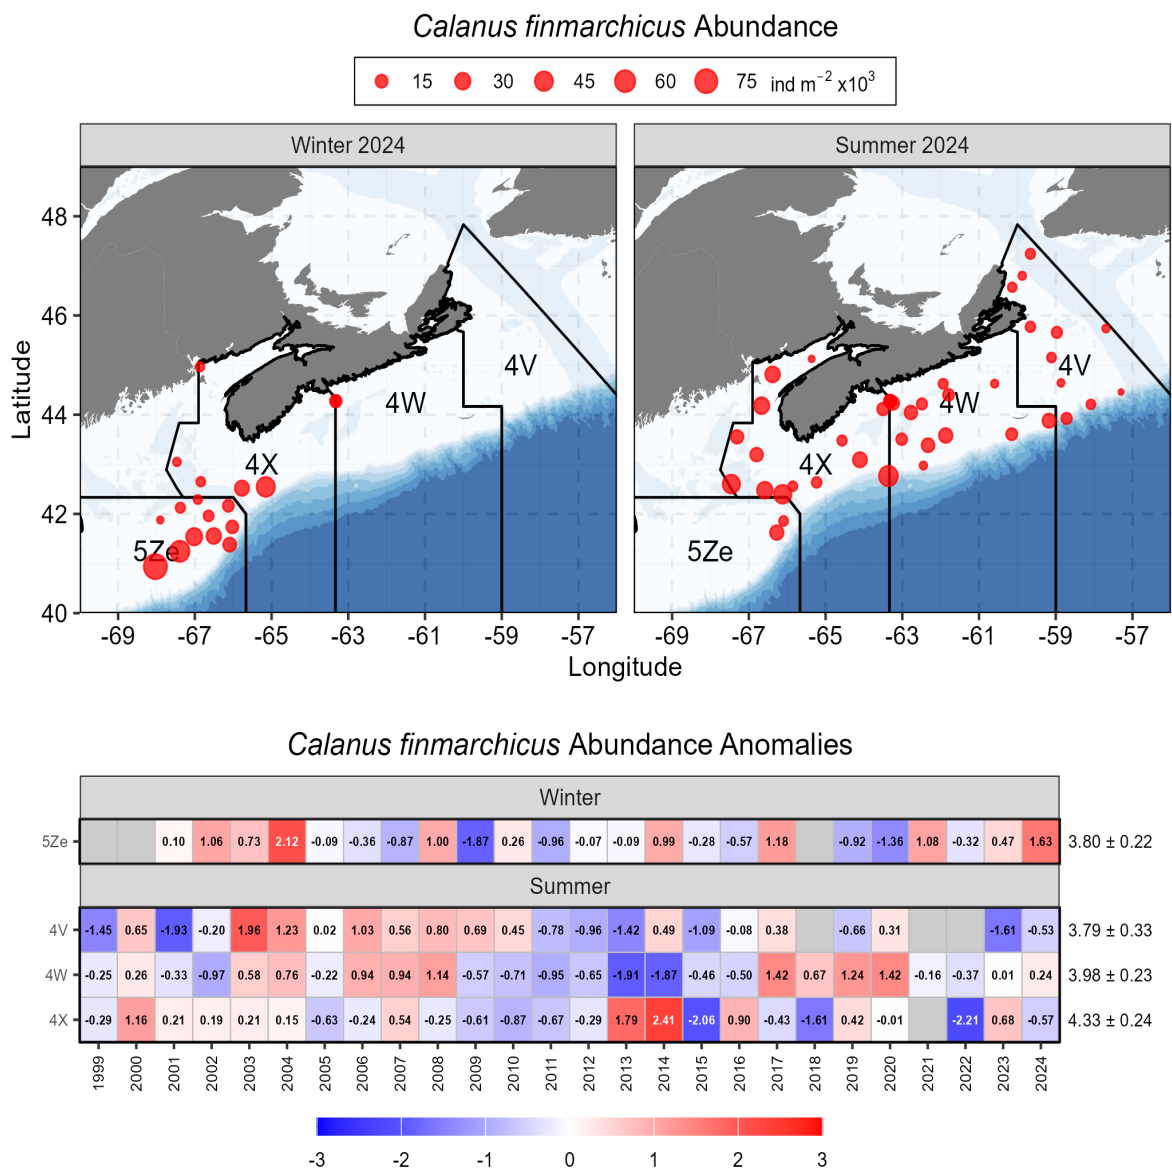 Calanus finmarchicus Abundance
15 30 45 60 75 ind m⁻² x10³
Winter 2024 Summer 2024
Latitude
48
46
44
42
40
4V
4W
4X
5Ze
4V
4W
4X
5Ze
-69 -67 -65 -63 -61 -59 -57 -69 -67 -65 -63 -61 -59 -57
Longitude
Calanus finmarchicus Abundance Anomalies
Winter
5Ze 0.10 1.06 0.73 2.12 -0.09 -0.36 -0.87 1.00 -1.87 0.26 -0.96 -0.07 -0.09 0.99 -0.28 -0.57 1.18 -0.92 -1.36 1.08 -0.32 0.47 1.63 3.80 ± 0.22
Summer
4V -1.45 0.65 -1.93 -0.20 1.96 1.23 0.02 1.03 0.56 0.80 0.69 0.45 -0.78 -0.96 -1.42 0.49 -1.09 -0.08 0.38 -0.66 0.31 -1.61 -0.53 3.79 ± 0.33
4W -0.25 0.26 -0.33 -0.97 0.58 0.76 -0.22 0.94 0.94 1.14 -0.57 -0.71 -0.95 -0.65 -1.91 -1.87 -0.46 -0.50 1.42 0.67 1.24 1.42 -0.16 -0.37 0.01 0.24 3.98 ± 0.23
4X -0.29 1.16 0.21 0.19 0.21 0.15 -0.63 -0.24 0.54 -0.25 -0.61 -0.87 -0.67 -0.29 1.79 2.41 -2.06 0.90 -0.43 -1.61 0.42 -0.01 -2.21 0.68 -0.57 4.33 ± 0.24
1999 2000 2001 2002 2003 2004 2005 2006 2007 2008 2009 2010 2011 2012 2013 2014 2015 2016 2017 2018 2019 2020 2021 2022 2023 2024
-3 -2 -1 0 1 2 3